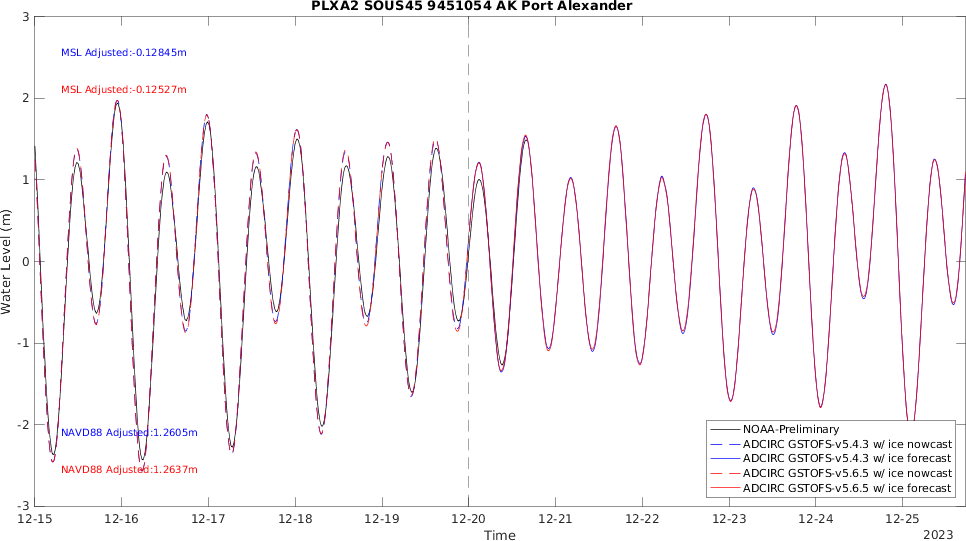 PLXA2 SOUS45 9451054 AK Port Alexander
3
2
1
0
-1
-2
-3
Water Level (m)
MSL Adjusted:-0.12845m
MSL Adjusted:-0.12527m
NAVD88 Adjusted:1.2605m
NAVD88 Adjusted:1.2637m
NOAA-Preliminary
ADCIRC GSTOFS-v5.4.3 w/ ice nowcast
ADCIRC GSTOFS-v5.4.3 w/ ice forecast
ADCIRC GSTOFS-v5.6.5 w/ ice nowcast
ADCIRC GSTOFS-v5.6.5 w/ ice forecast
12-15 12-16 12-17 12-18 12-19 12-20 12-21 12-22 12-23 12-24 12-25
Time
2023